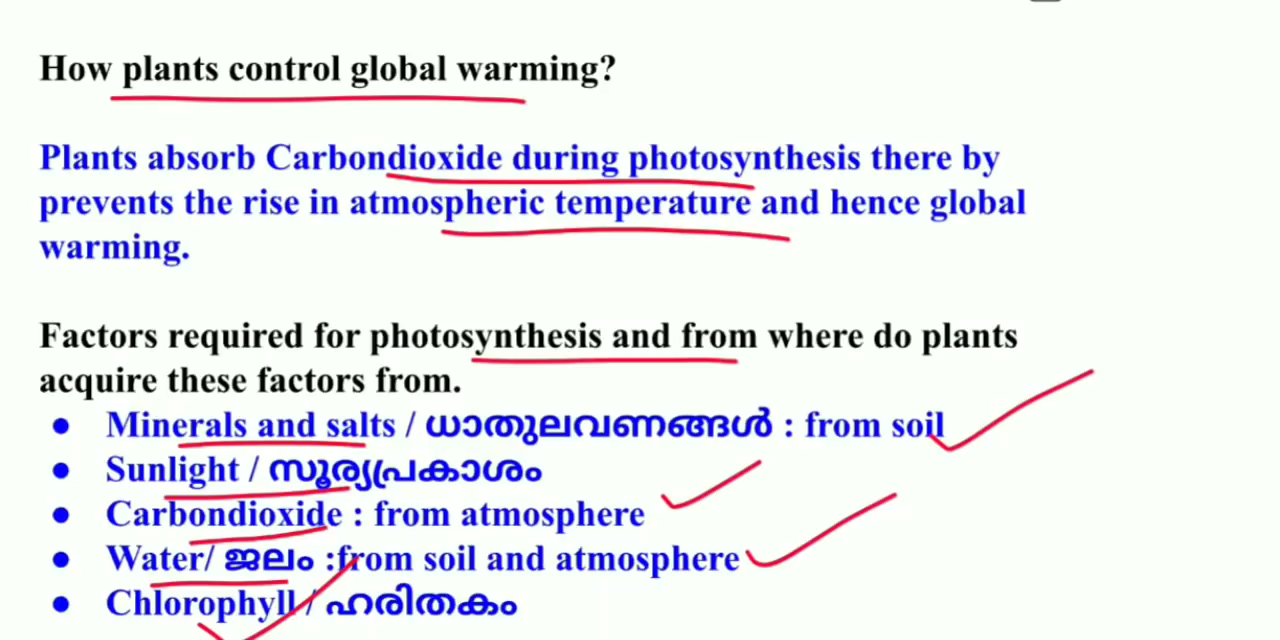 How plants control global warming?
Plants absorb Carbondioxide during photosynthesis there by
prevents the rise in atmospheric temperature and hence global
warming.
Factors required for photosynthesis and from where do plants
acquire these factors from.
● Minerals and salts / ധാതുലവണങ്ങൾ : from soil
● Sunlight / സൂര്യപ്രകാശം
● Carbondioxide : from atmosphere
● Water/ ജലം :from soil and atmosphere
● Chlorophyll / ഹരിതകം